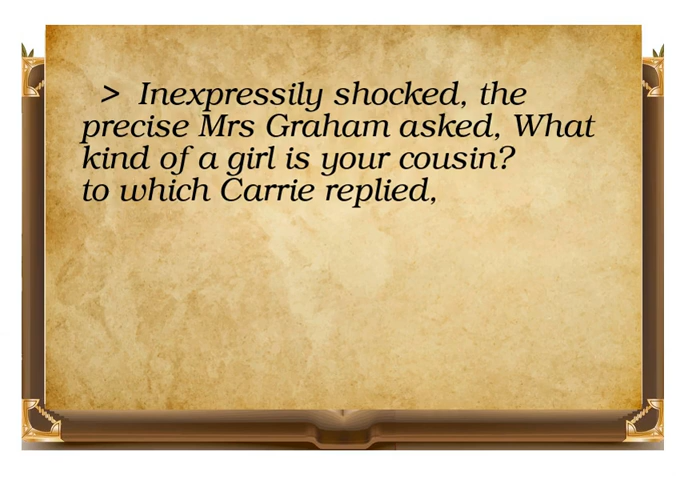 > Inexpressily shocked, the
precise Mrs Graham asked, What
kind of a girl is your cousin?
to which Carrie replied,